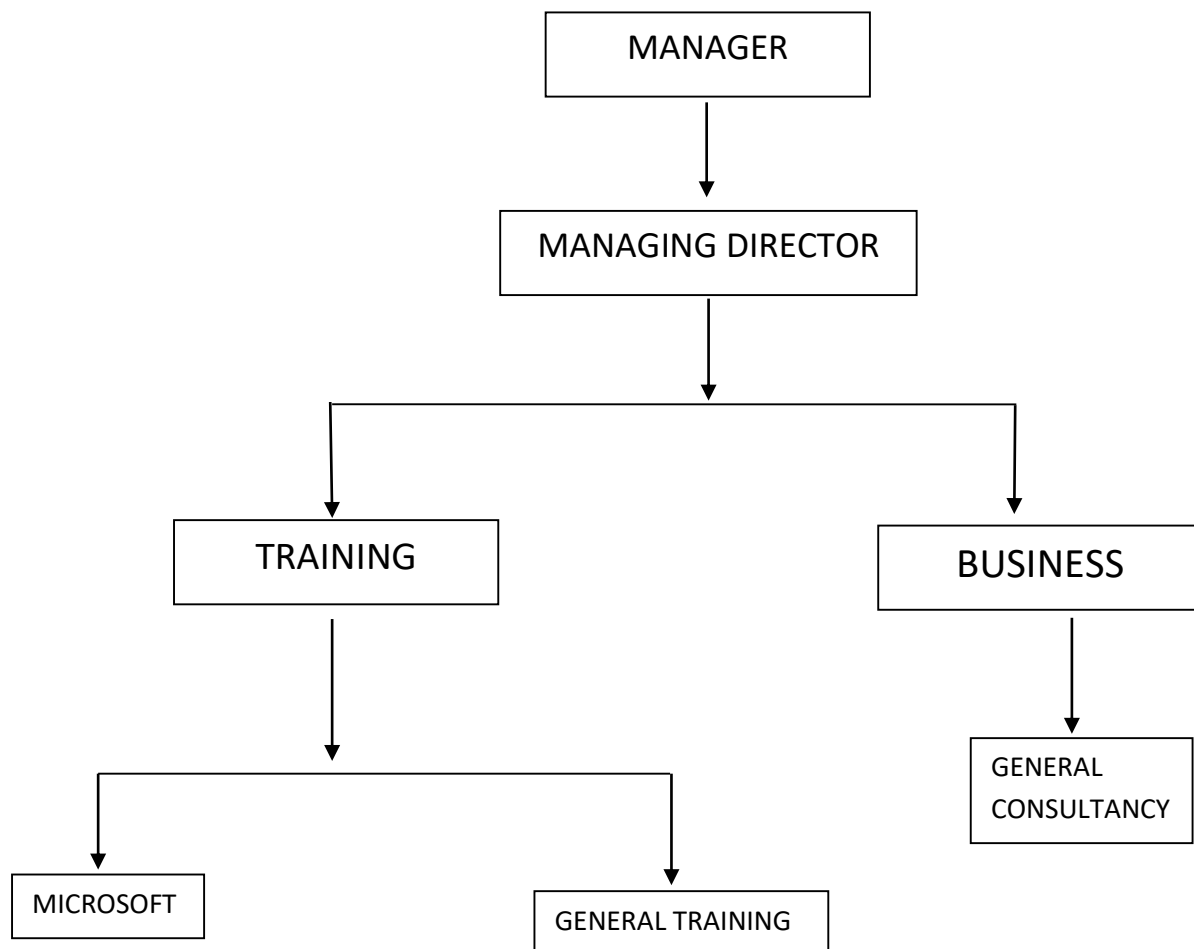 MANAGER
MANAGING DIRECTOR
TRAINING
BUSINESS
GENERAL
CONSULTANCY
MICROSOFT
GENERAL TRAINING